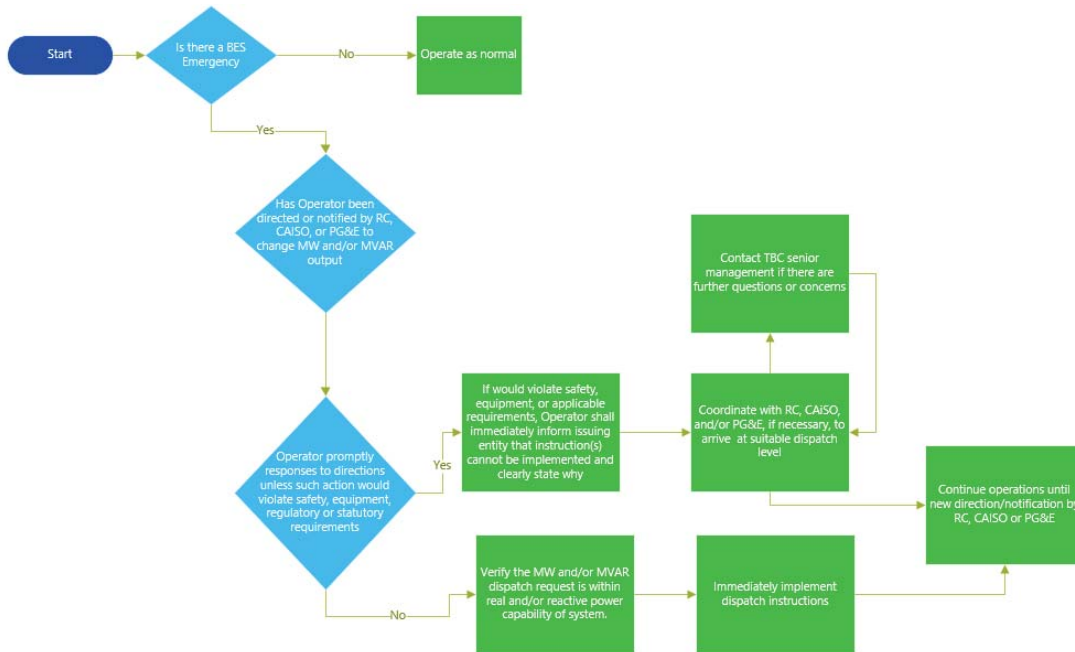 Start
Is there a BES
Emergency
No
Operate as normal
Yes
Has Operator been
directed or notified by RC,
CAISO, or PG&E to
change MW and/or MVAR
output
Contact TBC senior
management if there are
further questions or concerns
If would violate safety,
equipment, or applicable
requirements, Operator shall
immediately inform issuing
entity that instruction(s)
cannot be implemented and
clearly state why
Coordinate with RC, CAiSO,
and/or PG&E, if necessary, to
arrive at suitable dispatch
level
Operator promptly
responses to directions
unless such action would
violate safety, equipment,
regulatory or statutory
requirements
Yes
Continue operations until
new direction/notification by
RC, CAISO or PG&E
Verify the MW and/or MVAR
dispatch request is within
real and/or reactive power
capability of system.
Immediately implement
dispatch instructions
No